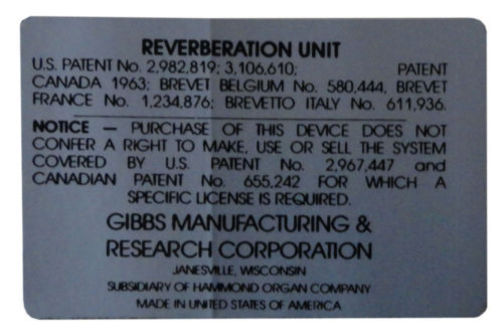 REVERBERATION UNIT
U.S. PATENT No. 2,982,819; 3,106,610; PATENT
CANADA 1963; BREVET BELGIUM No. 580,444, BREVET
FRANCE No. 1,234,876; BREVETTO ITALY No. 611,936.
NOTICE — PURCHASE OF THIS DEVICE DOES NOT
CONFER A RIGHT TO MAKE, USE OR SELL THE SYSTEM
COVERED BY U.S. PATENT No. 2,967,447 and
CANADIAN PATENT No. 655,242 FOR WHICH A
SPECIFIC LICENSE IS REQUIRED.
GIBBS MANUFACTURING &
RESEARCH CORPORATION
JANESVILLE, WISCONSIN
SUBSIDIARY OF HAMMOND ORGAN COMPANY
MADE IN UNITED STATES OF AMERICA